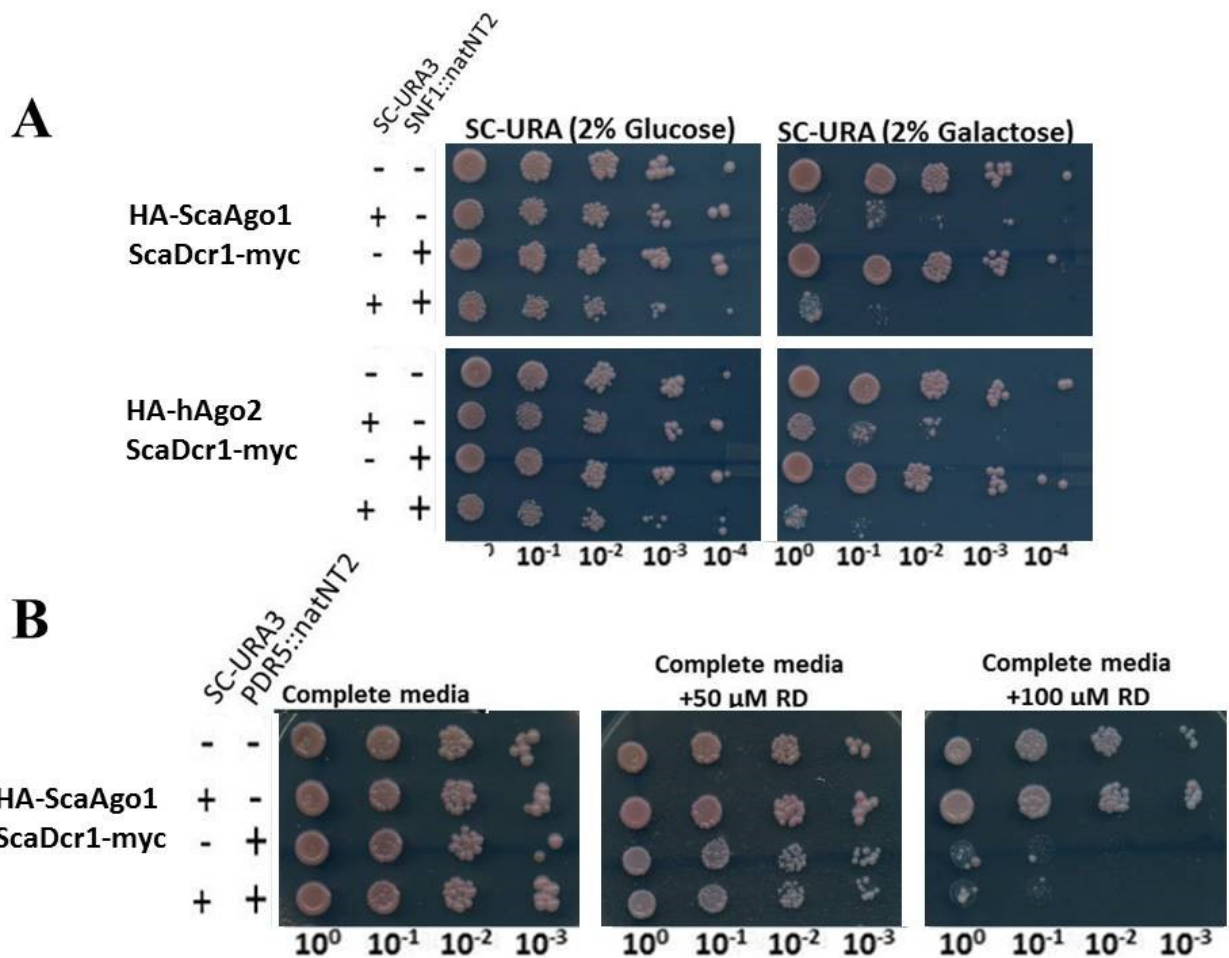 A
SC-URA3
SNF1::natNT2
SC-URA (2% Glucose)
SC-URA (2% Galactose)
- -
HA-ScaAgo1
+ -
ScaDcr1-myc
- +
+ +
- -
HA-hAgo2
+ -
ScaDcr1-myc
- +
+ +
10-1 10-2 10-3 10-4
100 10-1 10-2 10-3 10-4
B
SC-URA3
PDR5::natNT2
Complete media
Complete media
+50 µM RD
Complete media
+100 µM RD
- -
HA-ScaAgo1
+ -
ScaDcr1-myc
- +
+ +
10⁰ 10⁻¹ 10⁻² 10⁻³
10⁰ 10⁻¹ 10⁻² 10⁻³
10⁰ 10⁻¹ 10⁻² 10⁻³